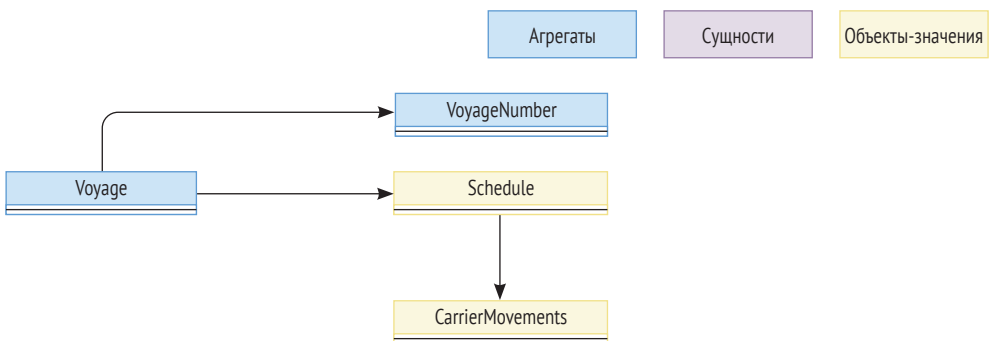 Агрегаты
Сущности
Объекты-значения
VoyageNumber
Voyage
Schedule
CarrierMovements